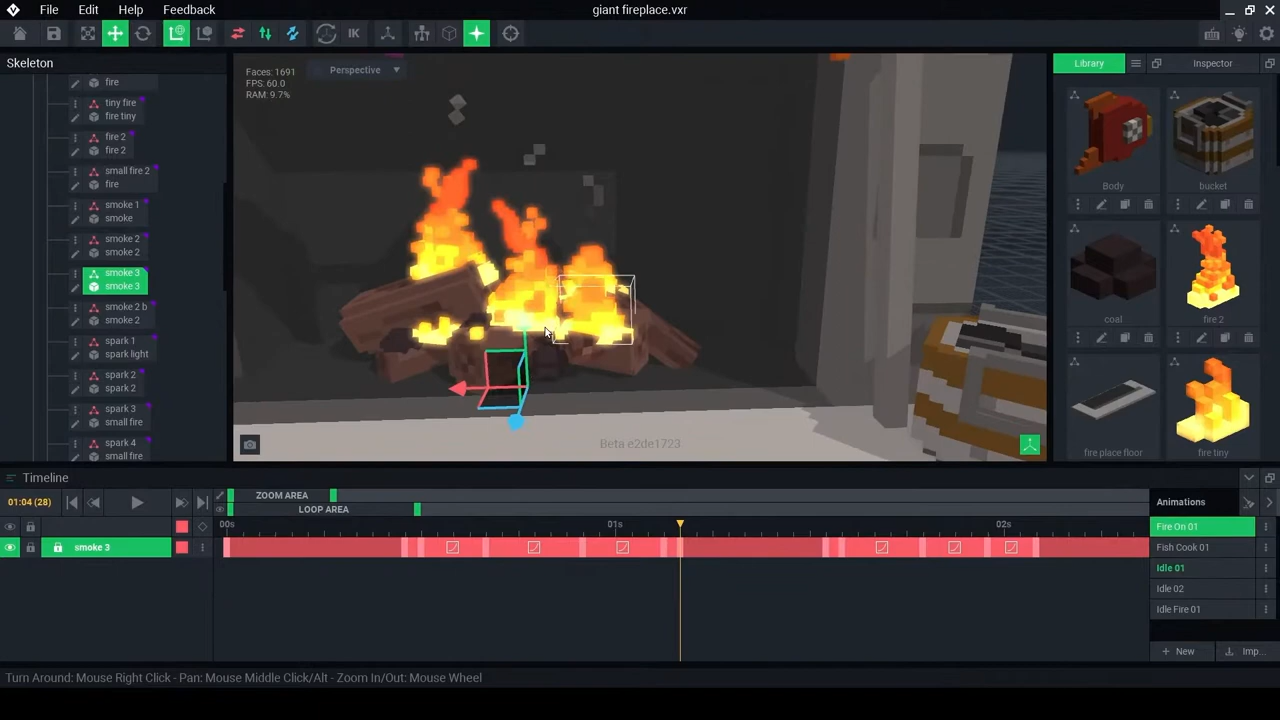 File Edit Help Feedback
giant fireplace.vxr
IK
Skeleton
fire
tiny fire
fire tiny
fire 2
fire 2
small fire 2
fire
smoke 1
smoke
smoke 2
smoke 2
smoke 3
smoke 3
smoke 2 b
smoke 2
spark 1
spark light
spark 2
spark 2
spark 3
small fire
spark 4
small fire
Faces: 1691
FPS: 60.0
RAM: 9.7%
Perspective
Beta e2de1723
Library
Inspector
Body
bucket
coal
fire 2
fire place floor
fire tiny
Timeline
01:04 (28)
ZOOM AREA
LOOP AREA
00s 01s 02s
smoke 3
Animations
Fire On 01
Fish Cook 01
Idle 01
Idle 02
Idle Fire 01
+ New
Imp...
Turn Around: Mouse Right Click - Pan: Mouse Middle Click/Alt - Zoom In/Out: Mouse Wheel